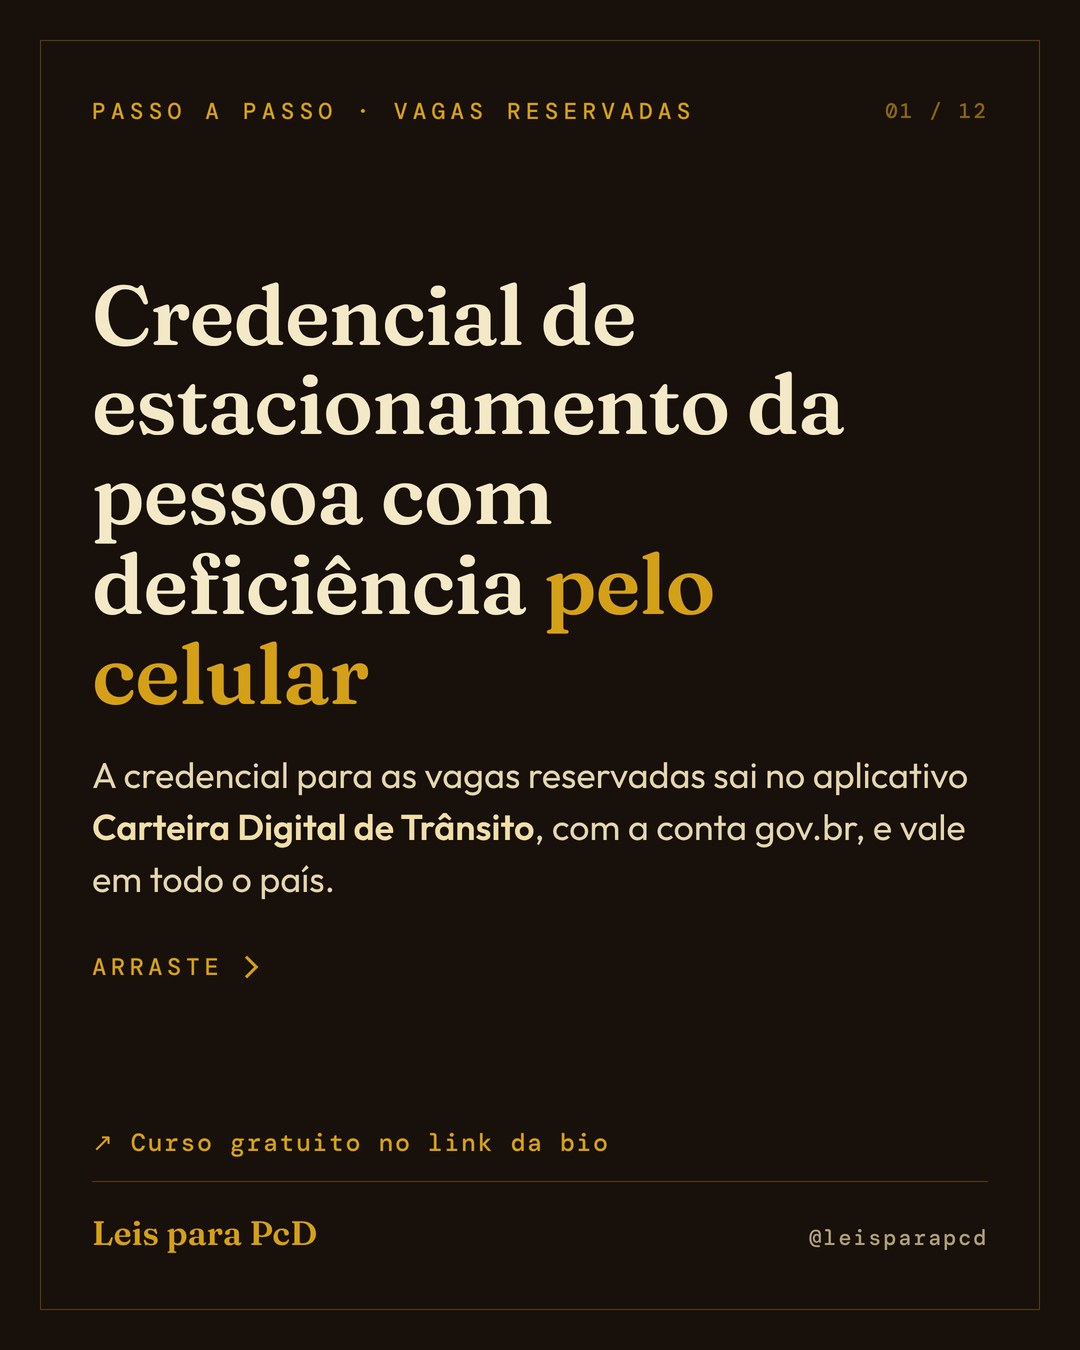 PASSO A PASSO · VAGAS RESERVADAS
01 / 12
Credencial de
estacionamento da
pessoa com
deficiência pelo
celular
A credencial para as vagas reservadas sai no aplicativo
Carteira Digital de Trânsito, com a conta gov.br, e vale
em todo o país.
ARRASTE >
↗ Curso gratuito no link da bio
Leis para PcD
@leisparapcd